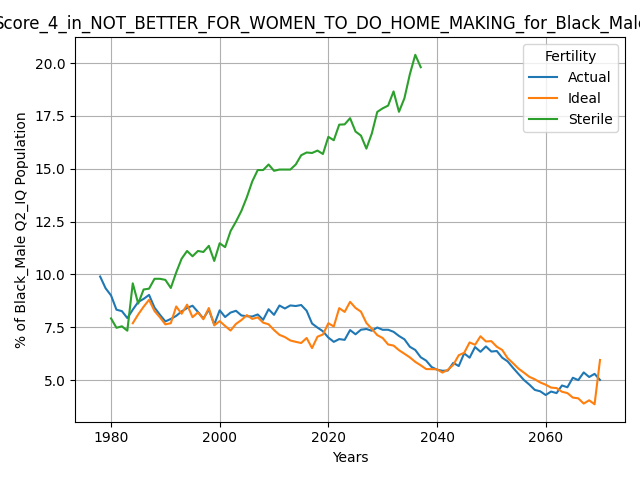 Score_4_in_NOT_BETTER_FOR_WOMEN_TO_DO_HOME_MAKING_for_Black_Male
Fertility
Actual
Ideal
Sterile
% of Black_Male Q2_IQ Population
20.0
17.5
15.0
12.5
10.0
7.5
5.0
1980
2000
2020
2040
2060
Years